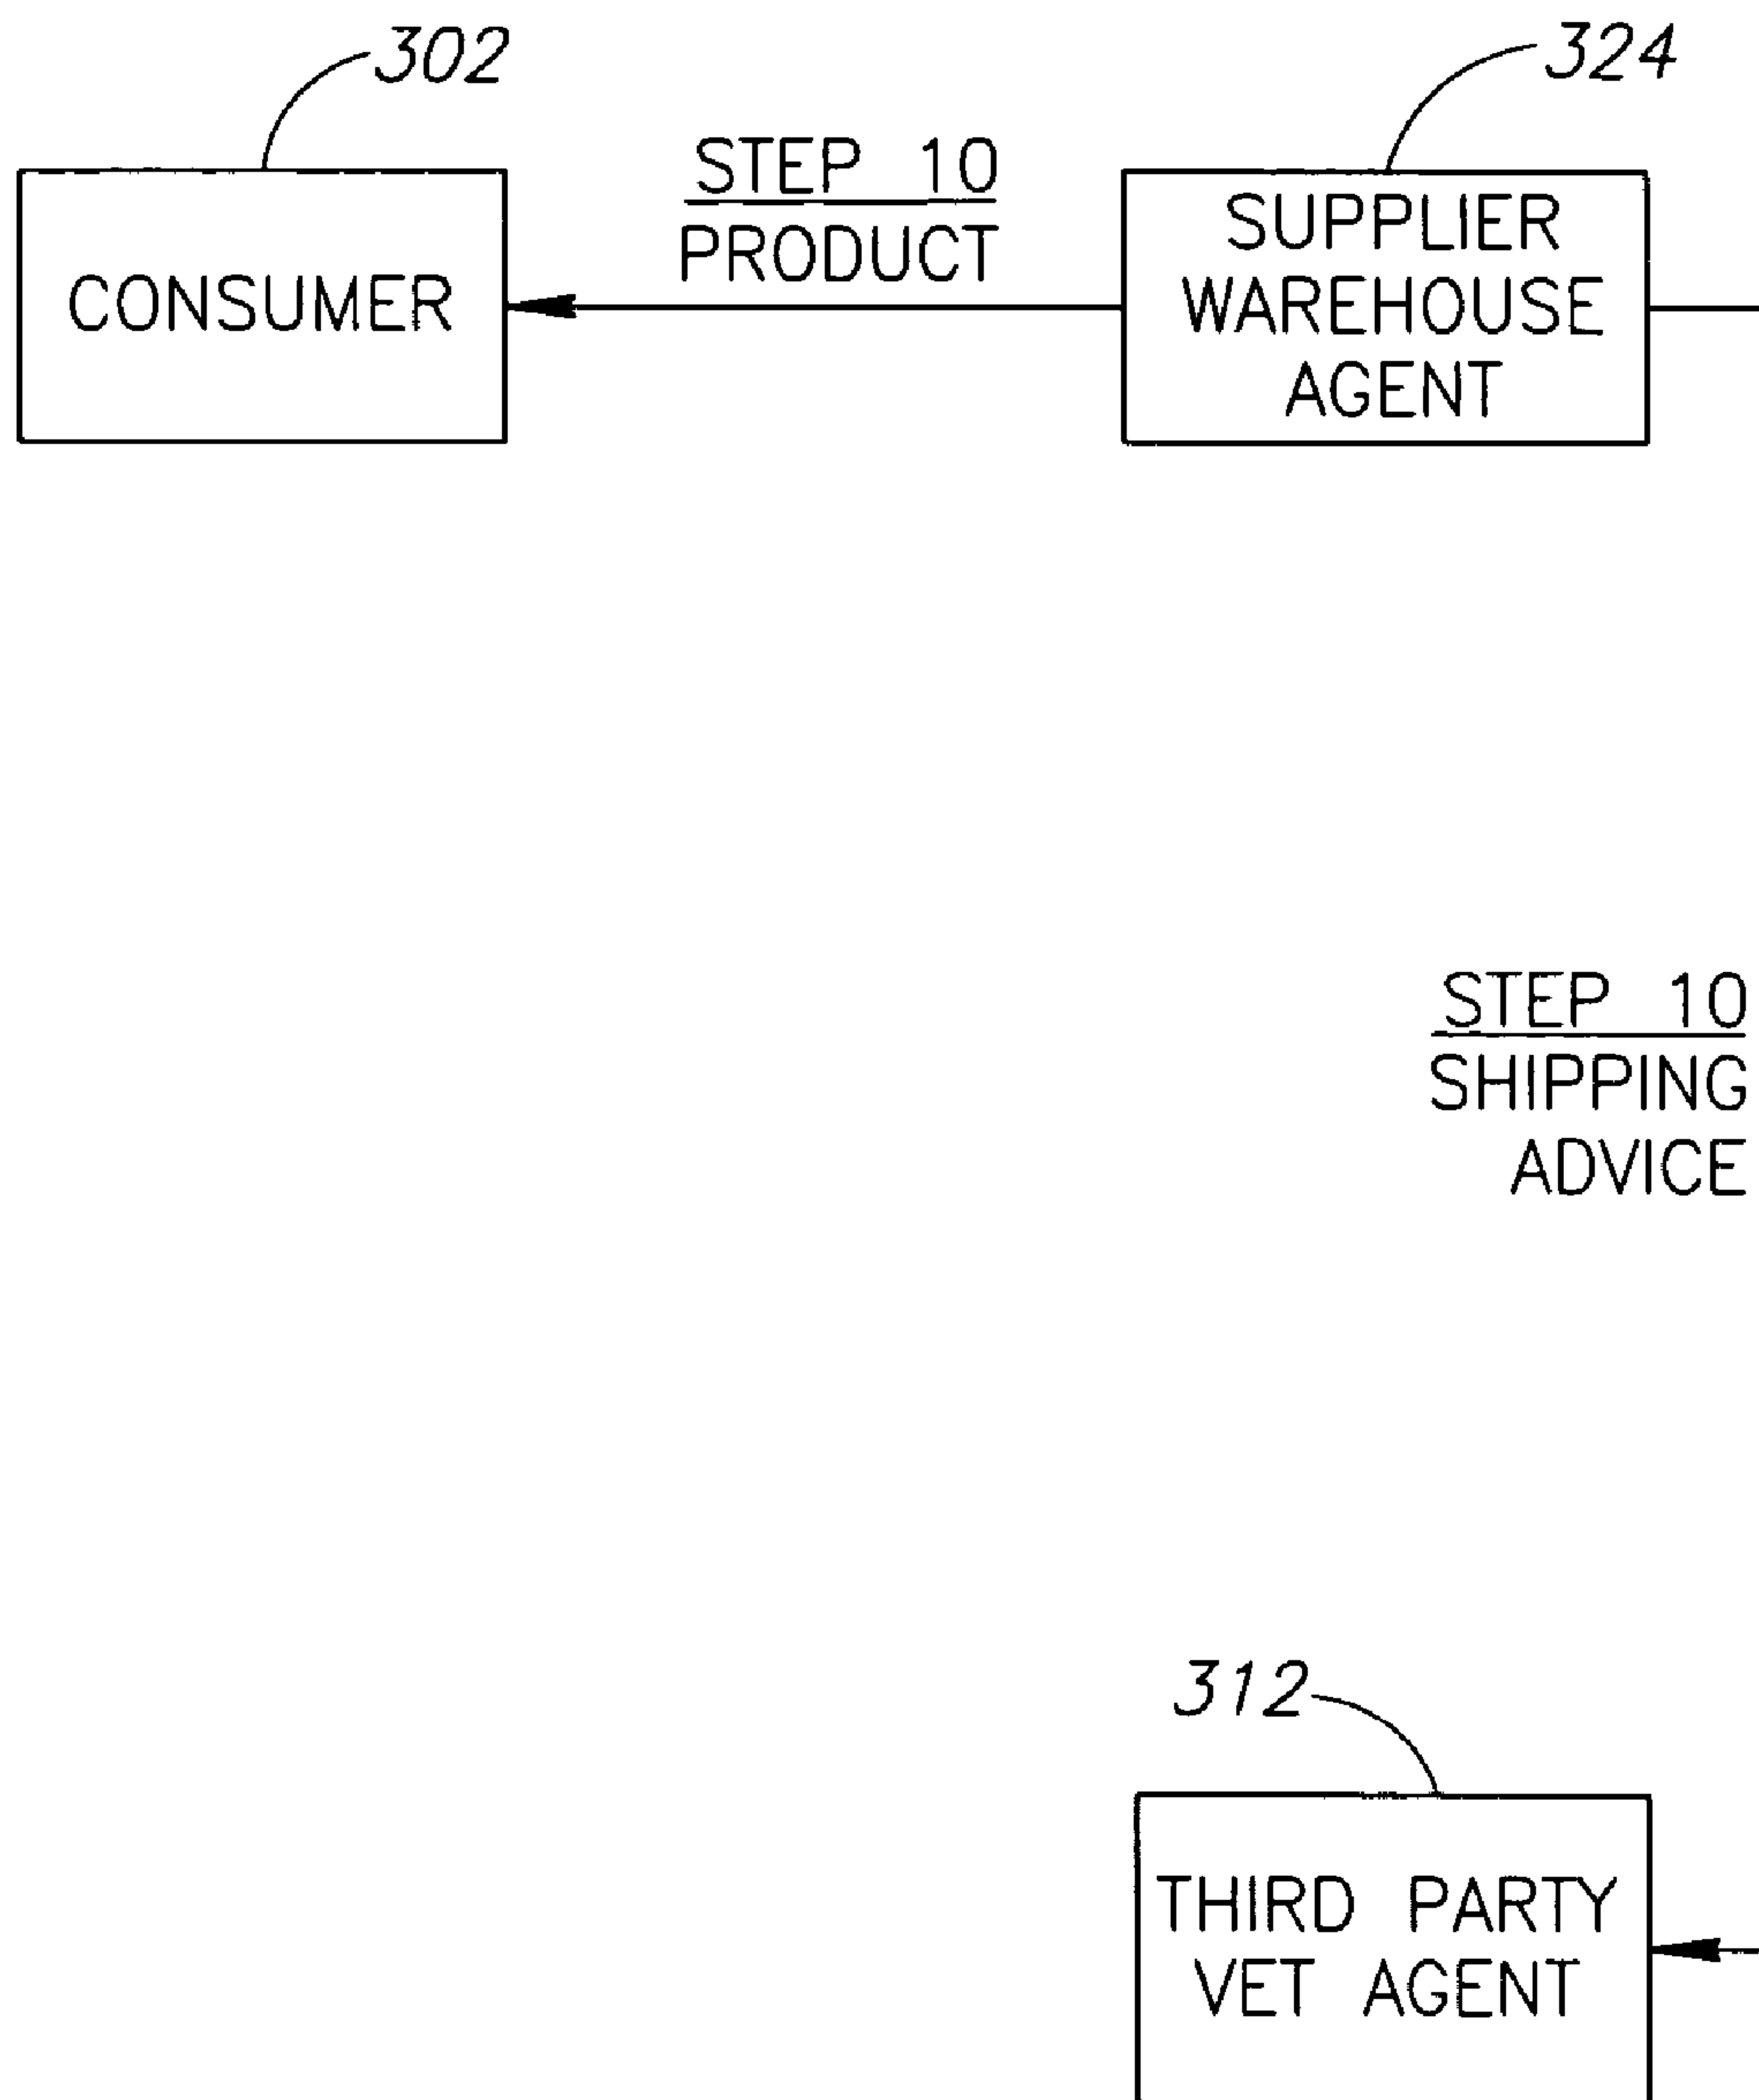 302
324
STEP 10
PRODUCT
CONSUMER
SUPPLIER
WAREHOUSE
AGENT
STEP 10
SHIPPING
ADVICE
312
THIRD PARTY
VET AGENT